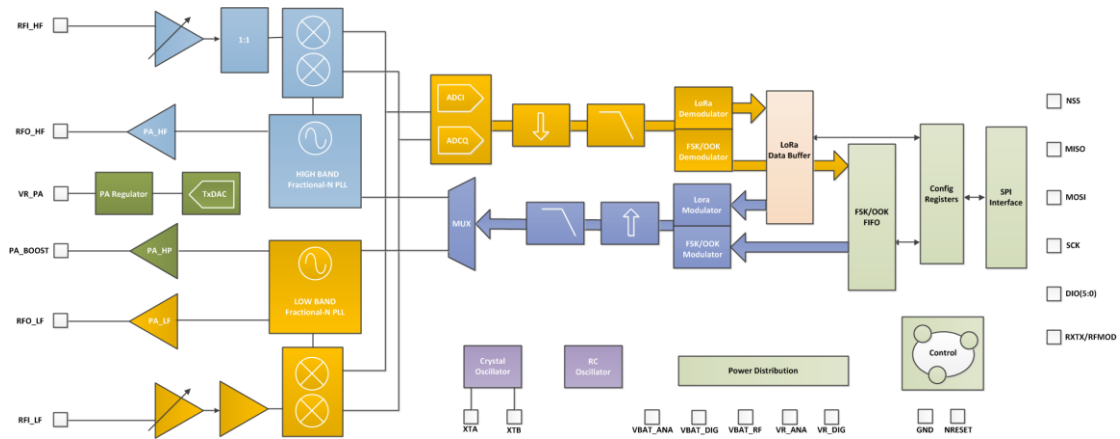 RFI_HF
1:1
RFO_HF
PA_HF
HIGH BAND
Fractional-N PLL
VR_PA
PA Regulator
TxDAC
PA_BOOST
PA_HP
RFO_LF
PA_LF
LOW BAND
Fractional-N PLL
RFI_LF
ADCI
ADCQ
MUX
LoRa
Demodulator
FSK/OOK
Demodulator
Lora
Modulator
FSK/OOK
Modulator
LoRa
Data Buffer
FSK/OOK
FIFO
Config
Registers
SPI
Interface
NSS
MISO
MOSI
SCK
DIO(5:0)
RXTX/RFMOD
Crystal
Oscillator
RC
Oscillator
Power Distribution
Control
XTA
XTB
VBAT_ANA
VBAT_DIG
VBAT_RF
VR_ANA
VR_DIG
GND
NRESET